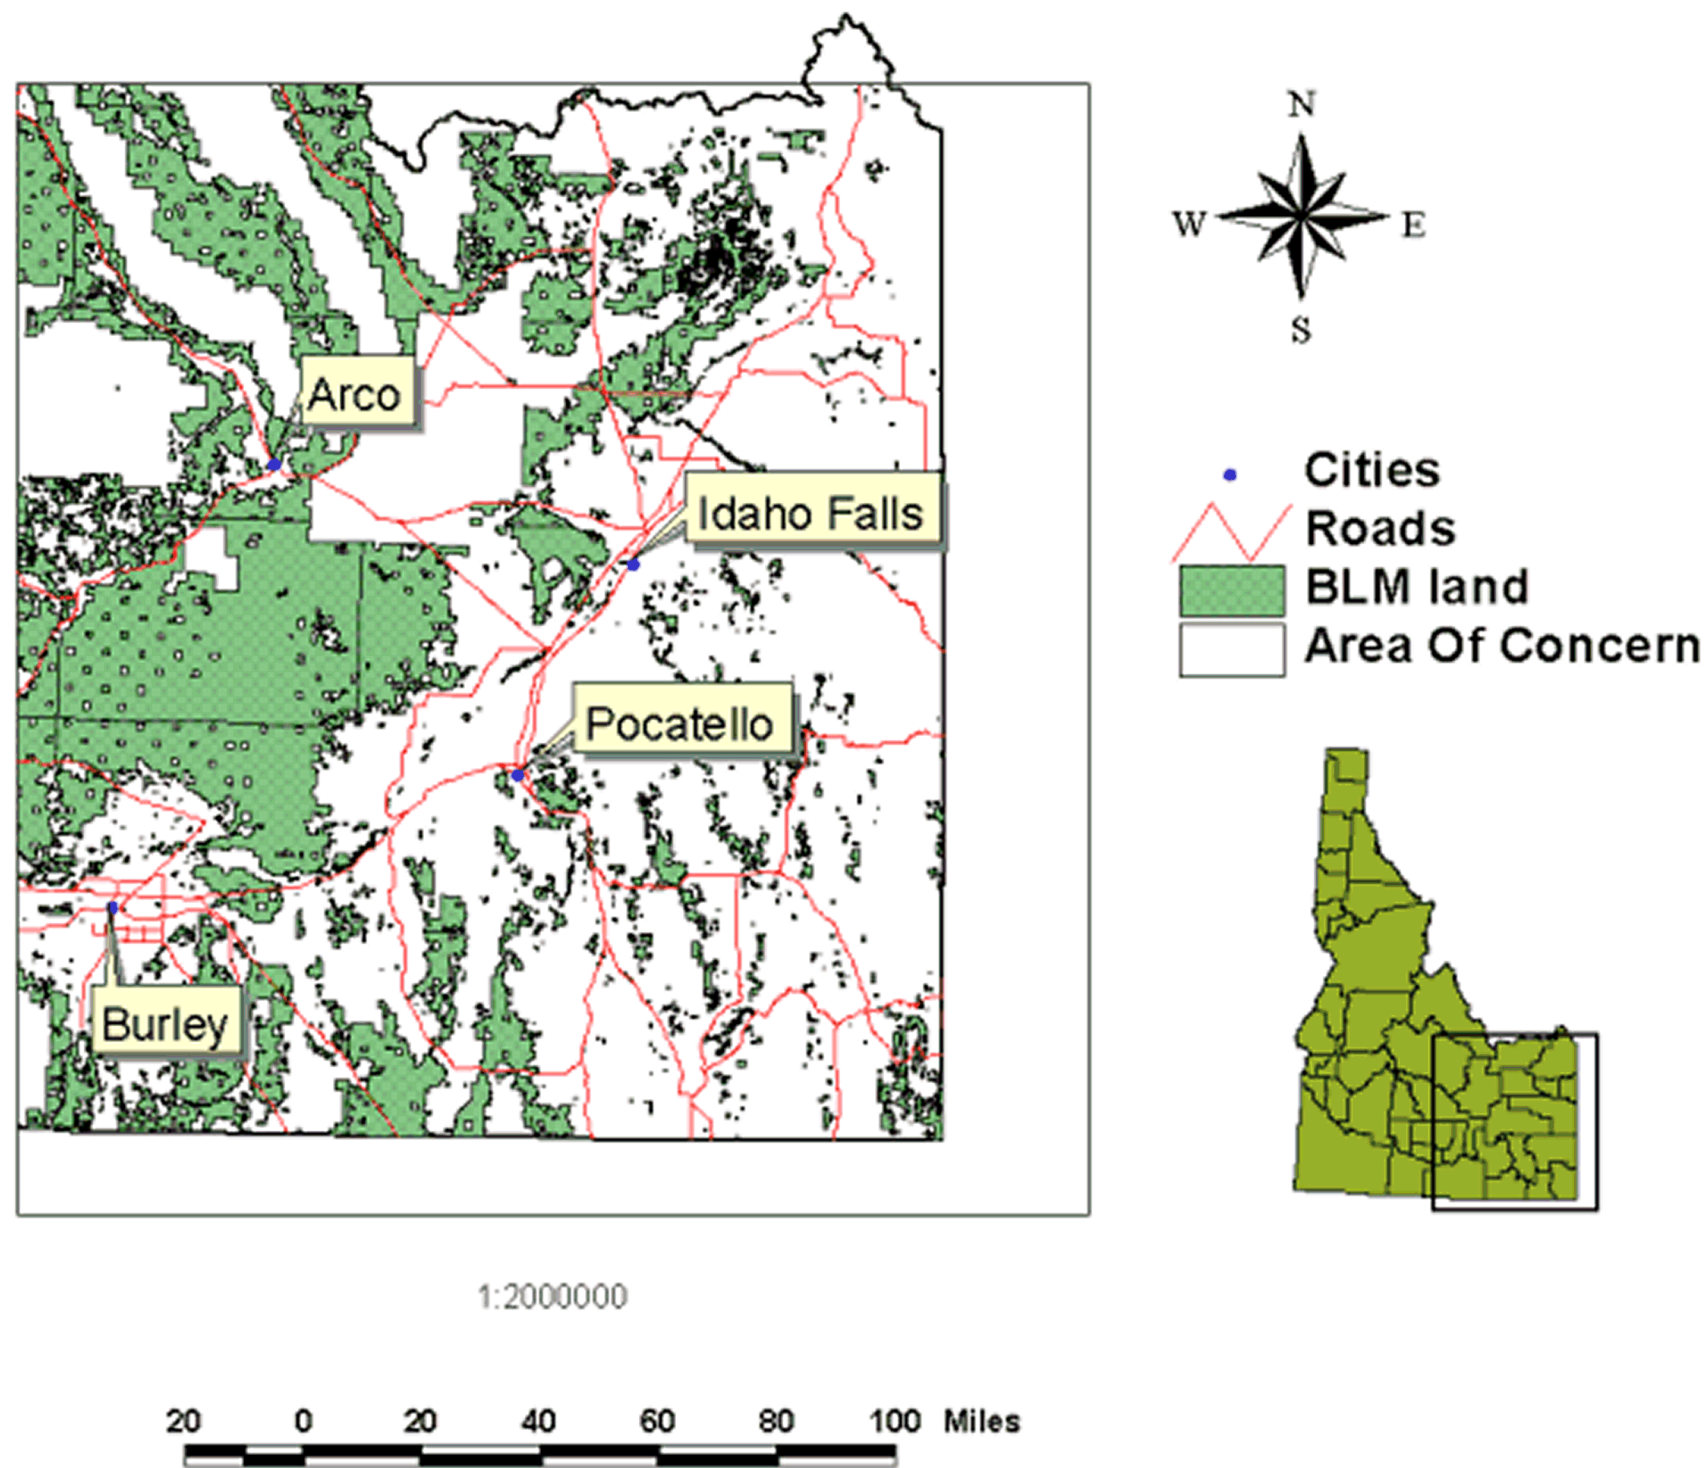 N
W
E
S
Arco
Idaho Falls
Pocatello
Burley
Cities
Roads
BLM land
Area Of Concern
1:2000000
20 0 20 40 60 80 100 Miles